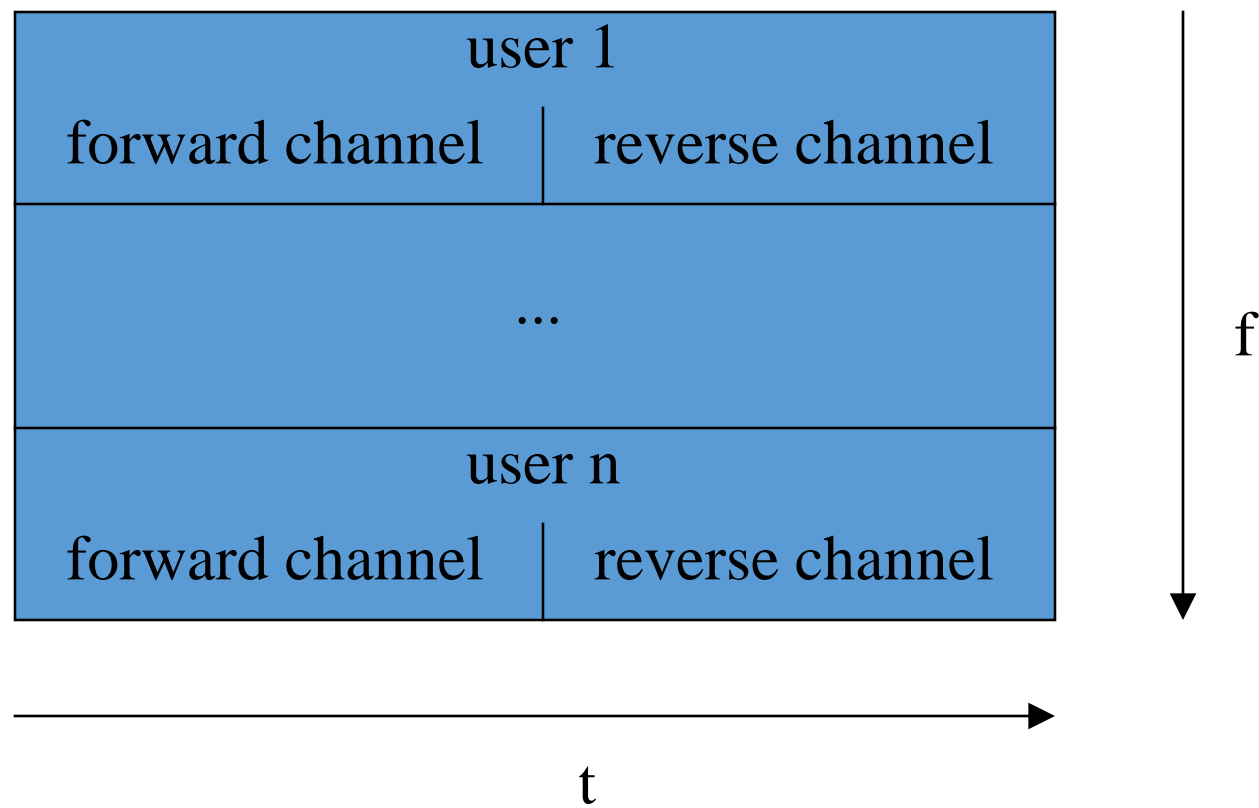 user 1
forward channel reverse channel
...
f
user n
forward channel reverse channel
t